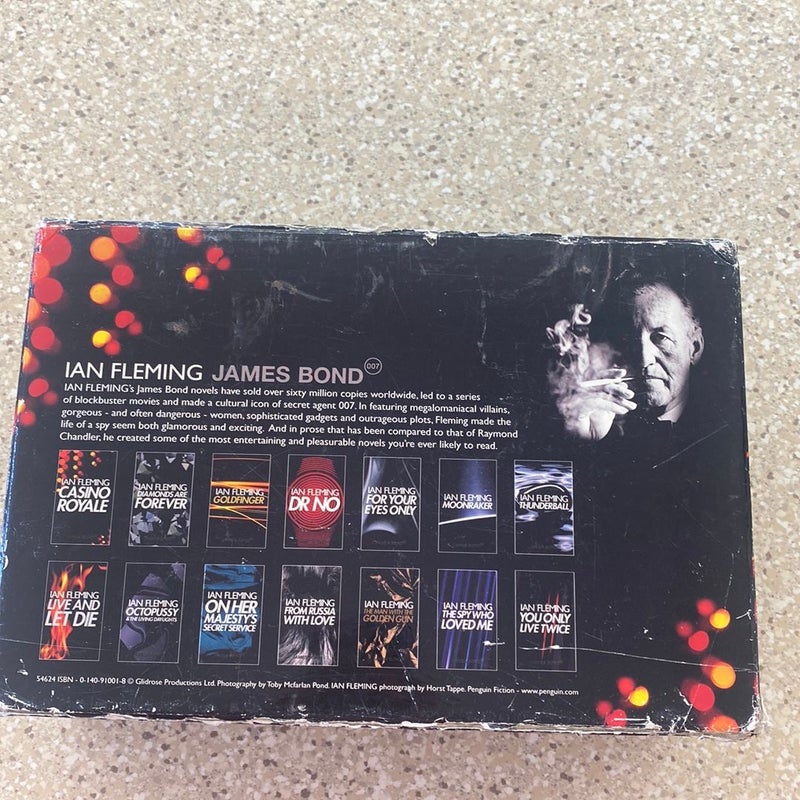 IAN FLEMING JAMES BOND 007
IAN FLEMING's James Bond novels have sold over sixty million copies worldwide, led to a series
of blockbuster movies and made a cultural icon of secret agent 007. In featuring megalomaniacal villains,
gorgeous - and often dangerous - women, sophisticated gadgets and outrageous plots, Fleming made the
life of a spy seem both glamorous and exciting. And in prose that has been compared to that of Raymond
Chandler, he created some of the most entertaining and pleasurable novels you're ever likely to read.
IAN FLEMING
CASINO
ROYALE
IAN FLEMING
DIAMONDS ARE
FOREVER
IAN FLEMING
GOLDFINGER
IAN FLEMING
DR NO
IAN FLEMING
FOR YOUR
EYES ONLY
IAN FLEMING
MOONRAKER
IAN FLEMING
THUNDERBALL
IAN FLEMING
LIVE AND
LET DIE
IAN FLEMING
OCTOPUSSY
& THE LIVING DAYLIGHTS
IAN FLEMING
ON HER
MAJESTY'S
SECRET SERVICE
IAN FLEMING
FROM RUSSIA
WITH LOVE
IAN FLEMING
THE MAN WITH THE
GOLDEN GUN
IAN FLEMING
THE SPY WHO
LOVED ME
IAN FLEMING
YOU ONLY
LIVE TWICE
54624 ISBN - 0-140-91001-8 © Glidrose Productions Ltd. Photography by Toby Mcfarlan Pond. IAN FLEMING photograph by Horst Tappe. Penguin Fiction - www.penguin.com